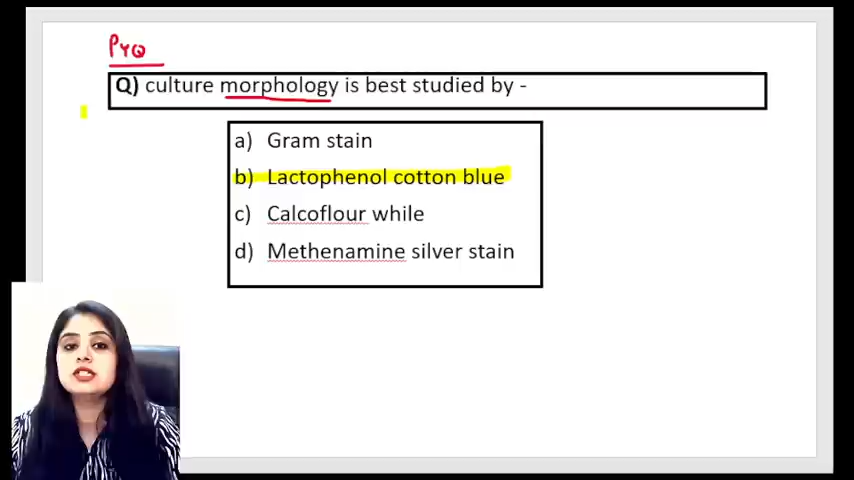 PYQ
Q) culture morphology is best studied by -
a) Gram stain
b) Lactophenol cotton blue
c) Calcoflour while
d) Methenamine silver stain